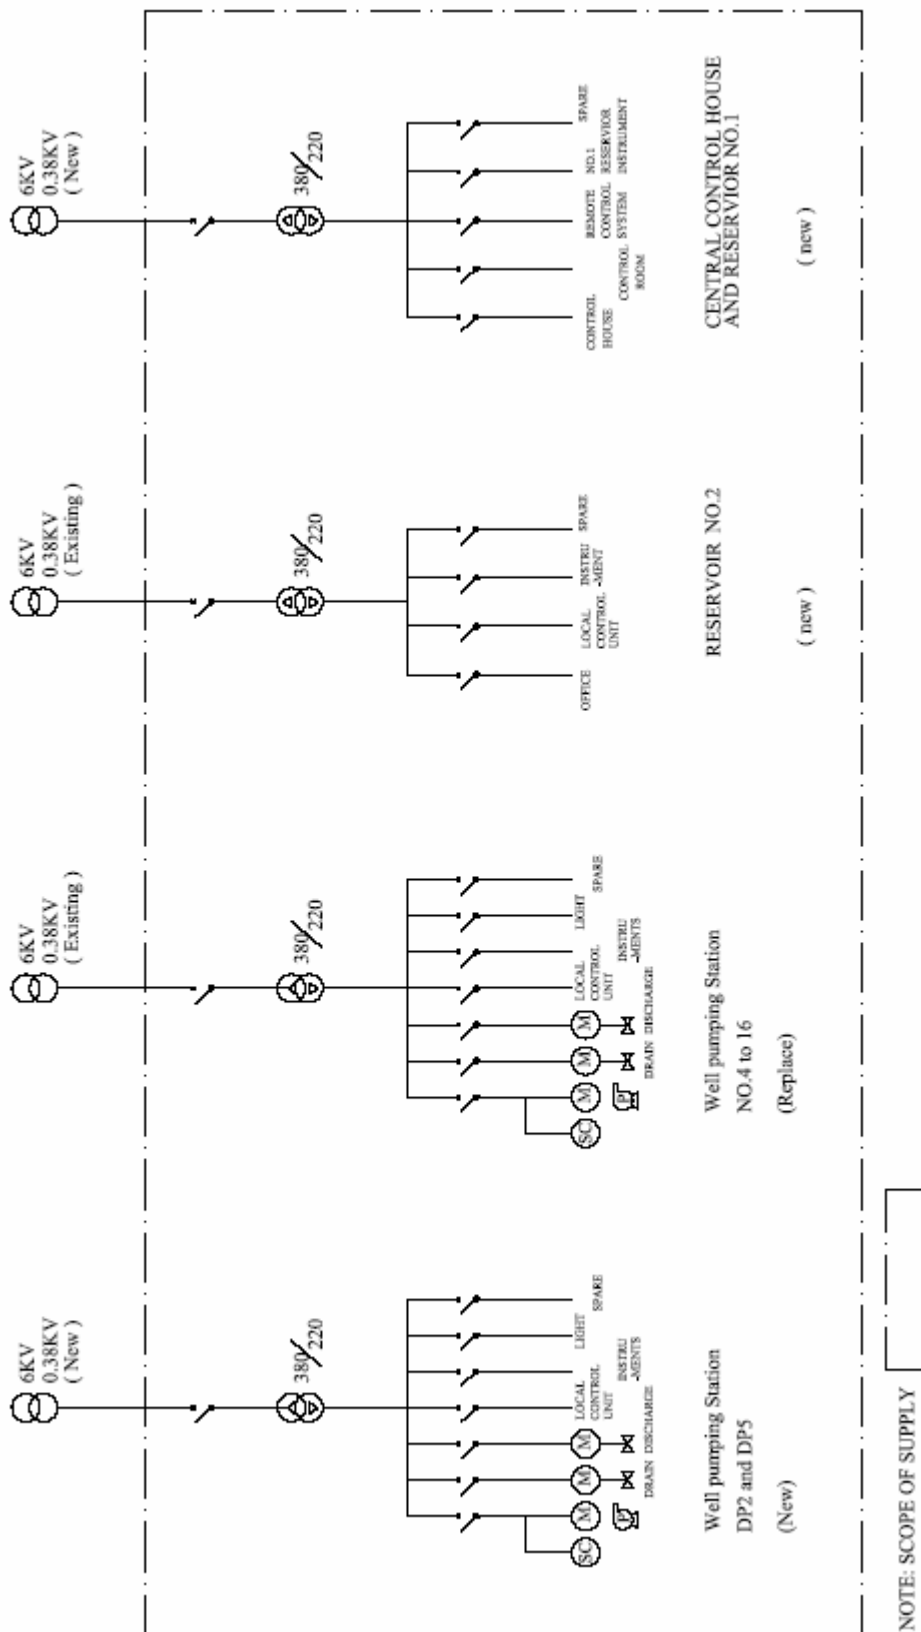 6KV
0.38KV
( New )
380/220
SC
M
P
M
DRAIN
M
DISCHARGE
LOCAL
CONTROL
UNIT
INSTRU
-MENTS
LIGHT
SPARE
Well pumping Station
DP2 and DP5
(New)
6KV
0.38KV
( Existing )
380/220
SC
M
P
M
DRAIN
M
DISCHARGE
LOCAL
CONTROL
UNIT
INSTRU
-MENTS
LIGHT
SPARE
Well pumping Station
NO.4 to 16
(Replace)
6KV
0.38KV
( Existing )
380/220
OFFICE
LOCAL
CONTROL
UNIT
INSTRU
-MENT
SPARE
RESERVOIR NO.2
( new )
6KV
0.38KV
( New )
380/220
CONTROL
HOUSE
CONTROL
ROOM
REMOTE
CONTROL
SYSTEM
NO.1
RESERVIOR
INSTRUMENT
SPARE
CENTRAL CONTROL HOUSE
AND RESERVIOR NO.1
( new )
NOTE: SCOPE OF SUPPLY